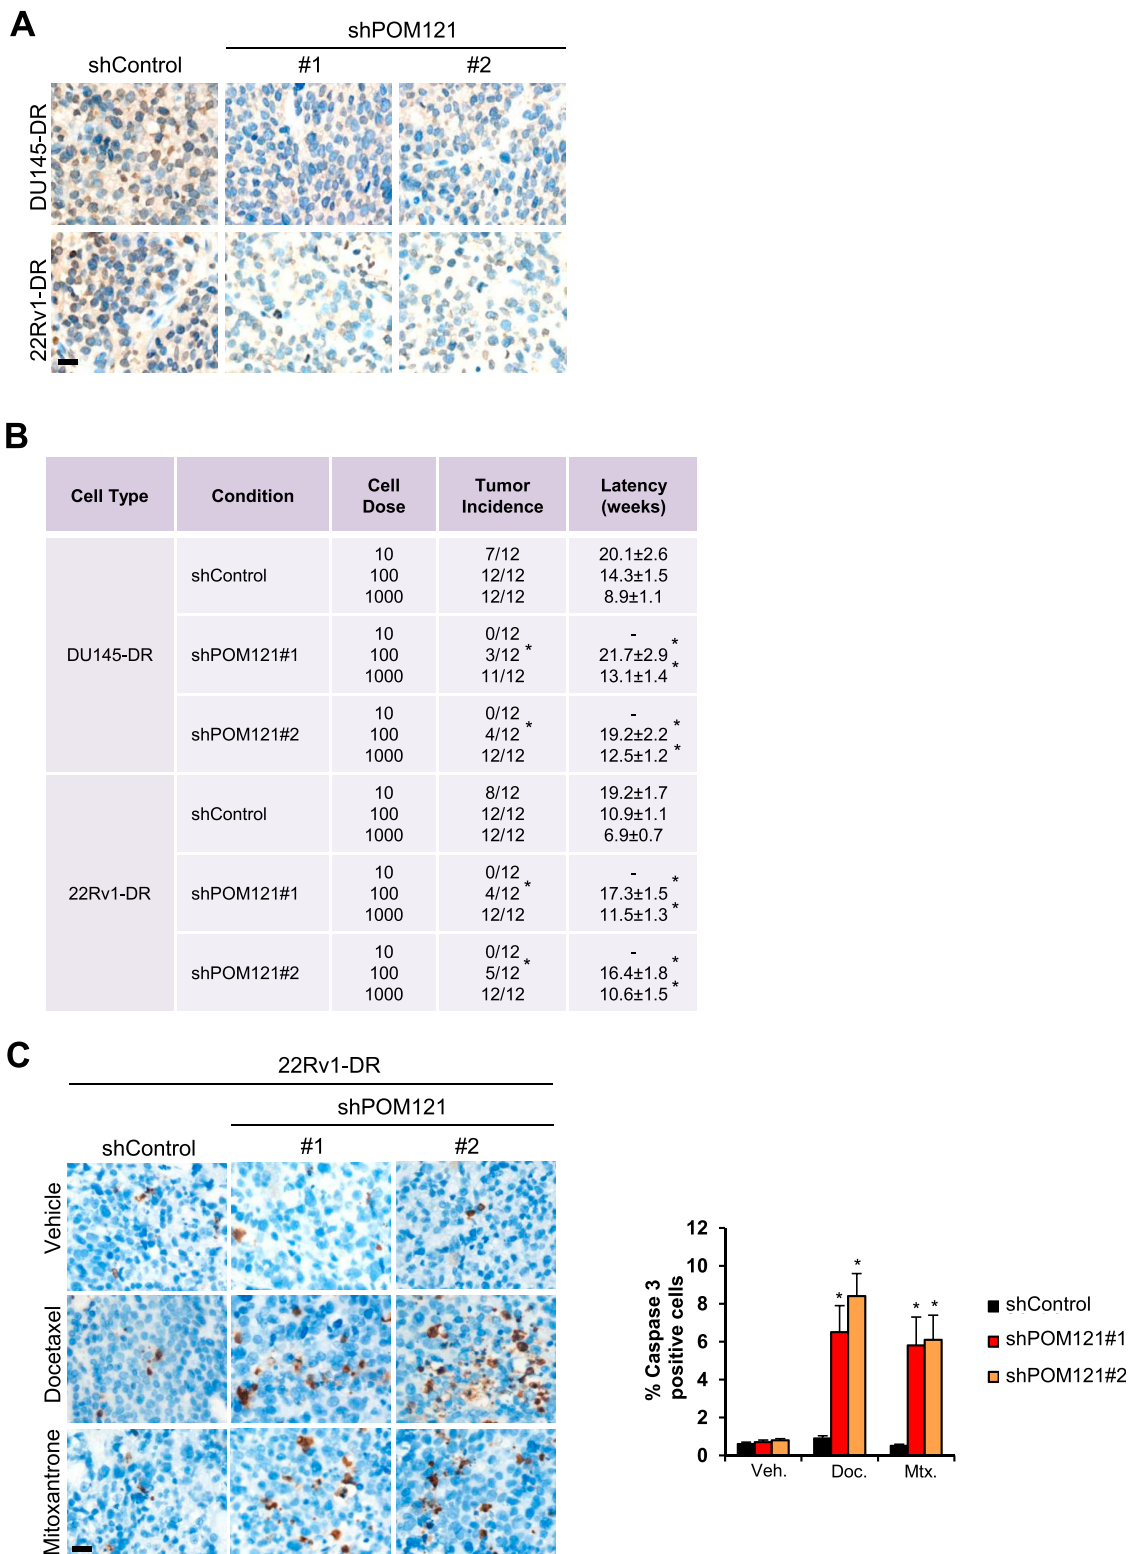 A
shPOM121
shControl #1 #2
DU145-DR
22Rv1-DR
B
Cell Type Condition Cell Dose Tumor Incidence Latency (weeks)
DU145-DR
shControl
10 7/12 20.1±2.6
100 12/12 14.3±1.5
1000 12/12 8.9±1.1
shPOM121#1
10 0/12 -
100 3/12 * 21.7±2.9 *
1000 11/12 13.1±1.4 *
shPOM121#2
10 0/12 -
100 4/12 * 19.2±2.2 *
1000 12/12 12.5±1.2 *
22Rv1-DR
shControl
10 8/12 19.2±1.7
100 12/12 10.9±1.1
1000 12/12 6.9±0.7
shPOM121#1
10 0/12 -
100 4/12 * 17.3±1.5 *
1000 12/12 11.5±1.3 *
shPOM121#2
10 0/12 -
100 5/12 * 16.4±1.8 *
1000 12/12 10.6±1.5 *
C
22Rv1-DR
shPOM121
shControl #1 #2
Vehicle
Docetaxel
Mitoxantrone
% Caspase 3
positive cells
12
10
8
6
4
2
0
* * * *
Veh. Doc. Mtx.
shControl
shPOM121#1
shPOM121#2